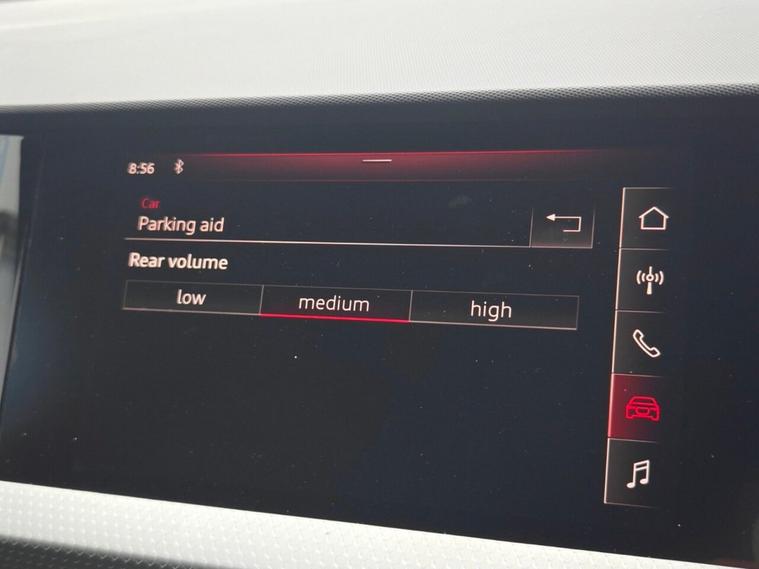 8:56
Car
Parking aid
Rear volume
low medium high